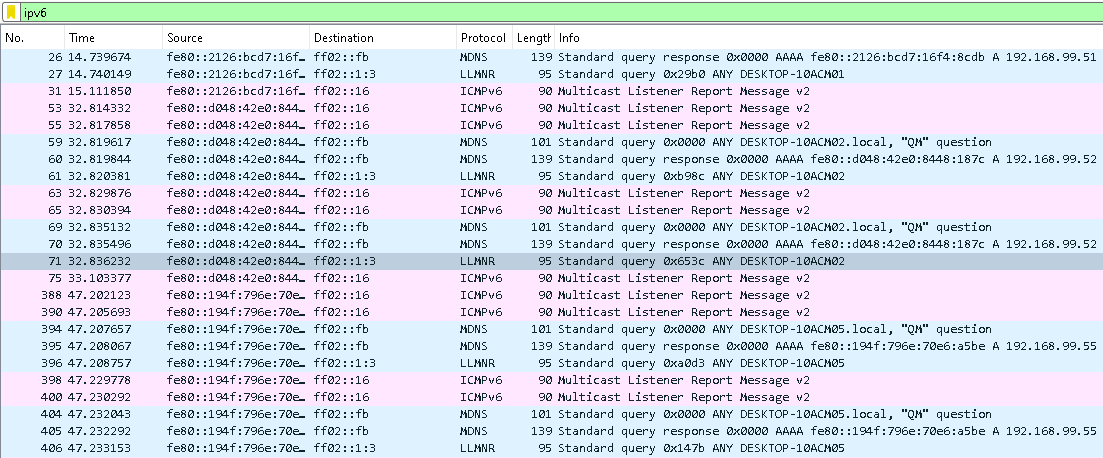 ipv6
No. Time Source Destination Protocol Length Info
26 14.739674 fe80::2126:bcd7:16f… ff02::fb MDNS 139 Standard query response 0x0000 AAAA fe80::2126:bcd7:16f4:8cdb A 192.168.99.51
27 14.740149 fe80::2126:bcd7:16f… ff02::1:3 LLMNR 95 Standard query 0x29b0 ANY DESKTOP-10ACM01
31 15.111850 fe80::2126:bcd7:16f… ff02::16 ICMPv6 90 Multicast Listener Report Message v2
53 32.814332 fe80::d048:42e0:844… ff02::16 ICMPv6 90 Multicast Listener Report Message v2
55 32.817858 fe80::d048:42e0:844… ff02::16 ICMPv6 90 Multicast Listener Report Message v2
59 32.819617 fe80::d048:42e0:844… ff02::fb MDNS 101 Standard query 0x0000 ANY DESKTOP-10ACM02.local, "QM" question
60 32.819844 fe80::d048:42e0:844… ff02::fb MDNS 139 Standard query response 0x0000 AAAA fe80::d048:42e0:8448:187c A 192.168.99.52
61 32.820381 fe80::d048:42e0:844… ff02::1:3 LLMNR 95 Standard query 0xb98c ANY DESKTOP-10ACM02
63 32.829876 fe80::d048:42e0:844… ff02::16 ICMPv6 90 Multicast Listener Report Message v2
65 32.830394 fe80::d048:42e0:844… ff02::16 ICMPv6 90 Multicast Listener Report Message v2
69 32.835132 fe80::d048:42e0:844… ff02::fb MDNS 101 Standard query 0x0000 ANY DESKTOP-10ACM02.local, "QM" question
70 32.835496 fe80::d048:42e0:844… ff02::fb MDNS 139 Standard query response 0x0000 AAAA fe80::d048:42e0:8448:187c A 192.168.99.52
71 32.836232 fe80::d048:42e0:844… ff02::1:3 LLMNR 95 Standard query 0x653c ANY DESKTOP-10ACM02
75 33.103377 fe80::d048:42e0:844… ff02::16 ICMPv6 90 Multicast Listener Report Message v2
388 47.202123 fe80::194f:796e:70e… ff02::16 ICMPv6 90 Multicast Listener Report Message v2
390 47.205693 fe80::194f:796e:70e… ff02::16 ICMPv6 90 Multicast Listener Report Message v2
394 47.207657 fe80::194f:796e:70e… ff02::fb MDNS 101 Standard query 0x0000 ANY DESKTOP-10ACM05.local, "QM" question
395 47.208067 fe80::194f:796e:70e… ff02::fb MDNS 139 Standard query response 0x0000 AAAA fe80::194f:796e:70e6:a5be A 192.168.99.55
396 47.208757 fe80::194f:796e:70e… ff02::1:3 LLMNR 95 Standard query 0xa0d3 ANY DESKTOP-10ACM05
398 47.229778 fe80::194f:796e:70e… ff02::16 ICMPv6 90 Multicast Listener Report Message v2
400 47.230292 fe80::194f:796e:70e… ff02::16 ICMPv6 90 Multicast Listener Report Message v2
404 47.232043 fe80::194f:796e:70e… ff02::fb MDNS 101 Standard query 0x0000 ANY DESKTOP-10ACM05.local, "QM" question
405 47.232292 fe80::194f:796e:70e… ff02::fb MDNS 139 Standard query response 0x0000 AAAA fe80::194f:796e:70e6:a5be A 192.168.99.55
406 47.233153 fe80::194f:796e:70e… ff02::1:3 LLMNR 95 Standard query 0x147b ANY DESKTOP-10ACM05